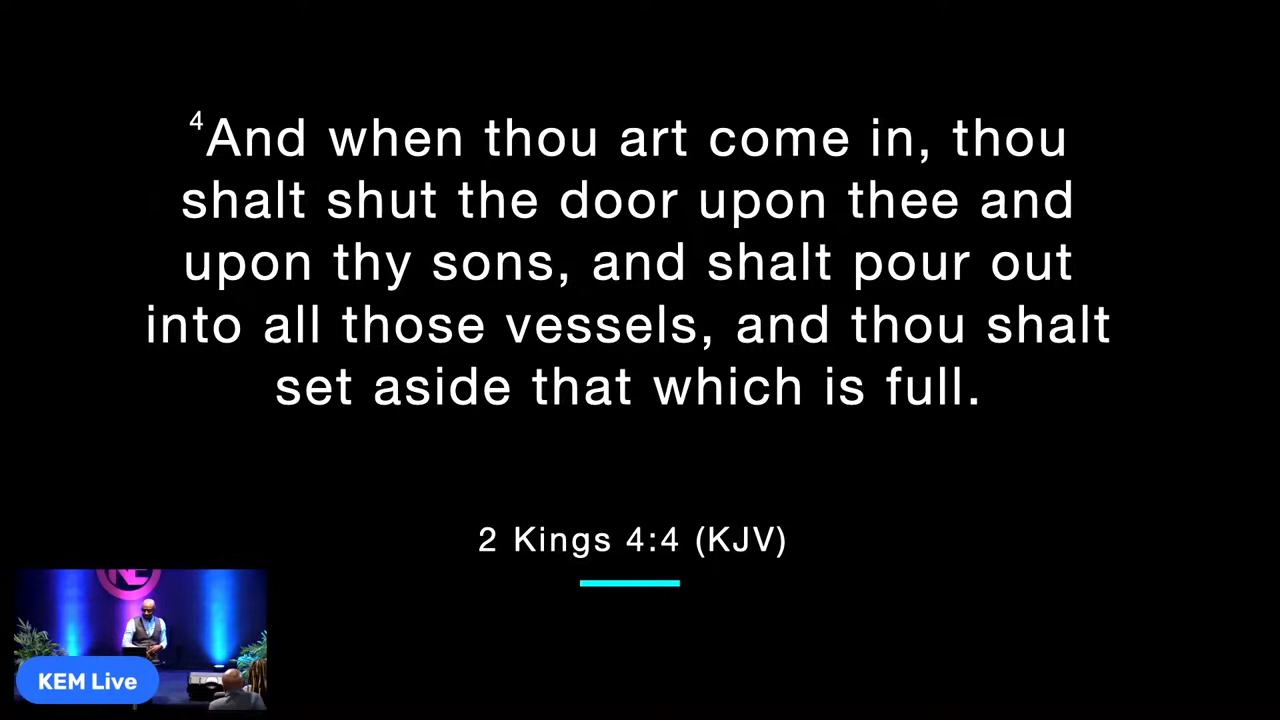 4And when thou art come in, thou
shalt shut the door upon thee and
upon thy sons, and shalt pour out
into all those vessels, and thou shalt
set aside that which is full.
2 Kings 4:4 (KJV)
KEM Live